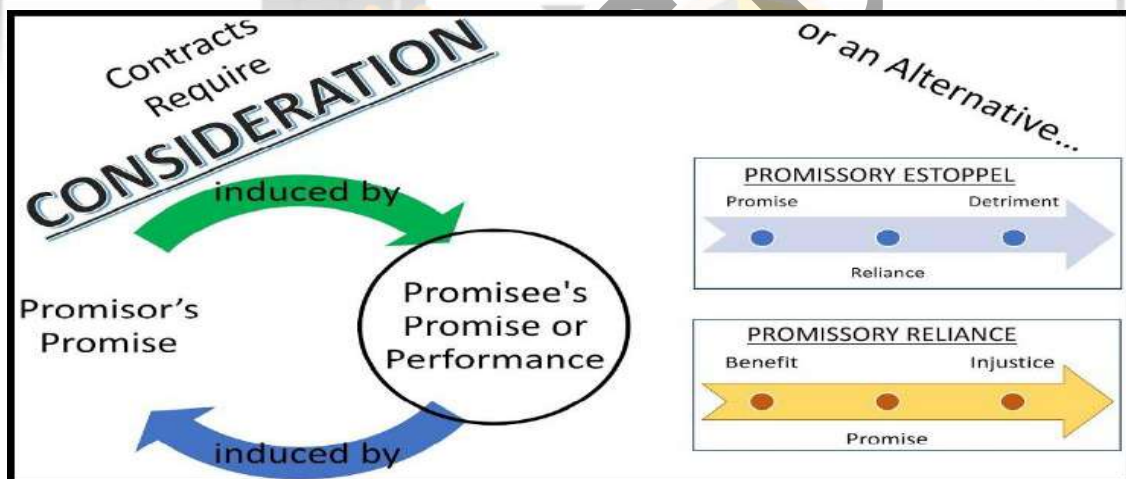 Contracts
Require
CONSIDERATION
induced by
Promisor's
Promise
Promisee's
Promise or
Performance
induced by
or an Alternative...
PROMISSORY ESTOPPEL
Promise Detriment
Reliance
PROMISSORY RELIANCE
Benefit Injustice
Promise